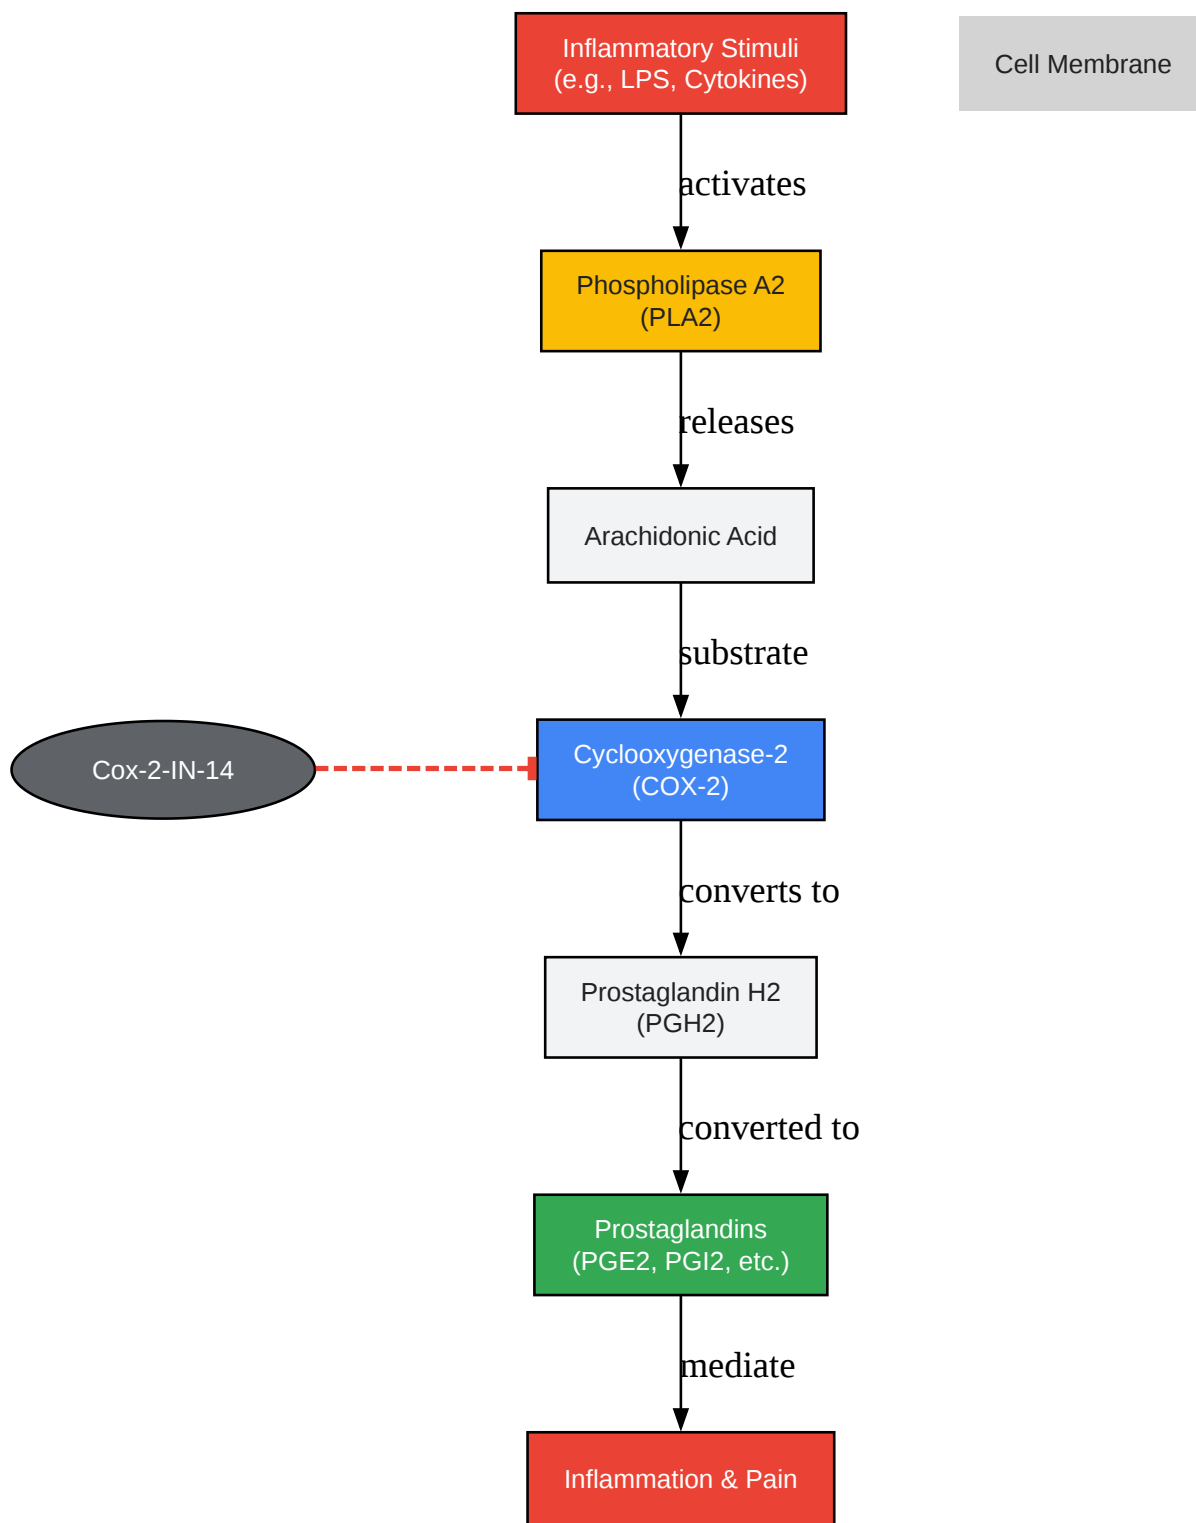 Inflammatory Stimuli
(e.g., LPS, Cytokines)
Cell Membrane
activates
Phospholipase A2
(PLA2)
releases
Arachidonic Acid
substrate
Cox-2-IN-14
Cyclooxygenase-2
(COX-2)
converts to
Prostaglandin H2
(PGH2)
converted to
Prostaglandins
(PGE2, PGI2, etc.)
mediate
Inflammation & Pain